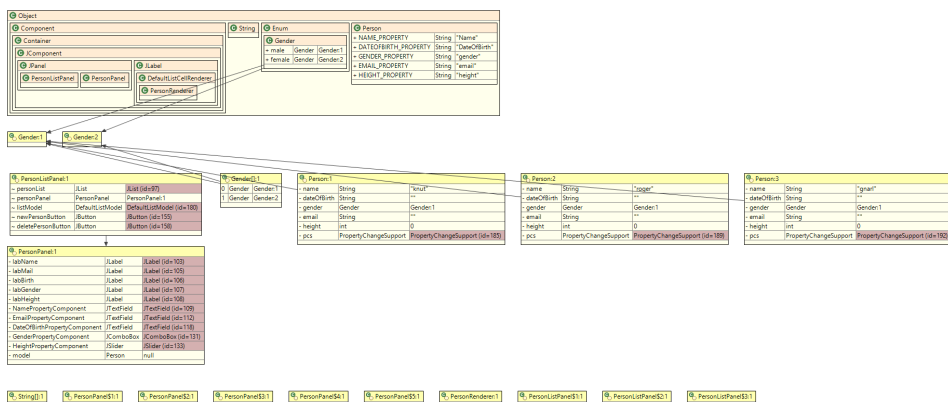 Object
Component
Container
JComponent
JPanel
PersonListPanel PersonPanel
JLabel
DefaultListCellRenderer
PersonRenderer
String
Enum
Gender
+ male Gender Gender:1
+ female Gender Gender:2
Person
+ NAME_PROPERTY String "Name"
+ DATEOFBIRTH_PROPERTY String "DateOfBirth"
+ GENDER_PROPERTY String "gender"
+ EMAIL_PROPERTY String "email"
+ HEIGHT_PROPERTY String "height"
Gender:1 Gender:2
PersonListPanel:1
~ personList JList JList (id=97)
~ personPanel PersonPanel PersonPanel:1
~ listModel DefaultListModel DefaultListModel (id=180)
~ newPersonButton JButton JButton (id=155)
~ deletePersonButton JButton JButton (id=158)
Gender[]:1
0 Gender Gender:1
1 Gender Gender:2
Person:1
- name String "knut"
- dateOfBirth String ""
- gender Gender Gender:1
- email String ""
- height int 0
- pcs PropertyChangeSupport PropertyChangeSupport (id=185)
Person:2
- name String "roger"
- dateOfBirth String ""
- gender Gender Gender:1
- email String ""
- height int 0
- pcs PropertyChangeSupport PropertyChangeSupport (id=189)
Person:3
- name String "gnarl"
- dateOfBirth String ""
- gender Gender Gender:1
- email String ""
- height int 0
- pcs PropertyChangeSupport PropertyChangeSupport (id=192)
PersonPanel:1
- labName JLabel JLabel (id=103)
- labMail JLabel JLabel (id=105)
- labBirth JLabel JLabel (id=106)
- labGender JLabel JLabel (id=107)
- labHeight JLabel JLabel (id=108)
- NamePropertyComponent JTextField JTextField (id=109)
- EmailPropertyComponent JTextField JTextField (id=112)
- DateOfBirthPropertyComponent JTextField JTextField (id=118)
- GenderPropertyComponent JComboBox JComboBox (id=131)
- HeightPropertyComponent JSlider JSlider (id=133)
- model Person null
String[]:1 PersonPanel$1:1 PersonPanel$2:1 PersonPanel$3:1 PersonPanel$4:1 PersonPanel$5:1 PersonRenderer:1 PersonListPanel$1:1 PersonListPanel$2:1 PersonListPanel$3:1